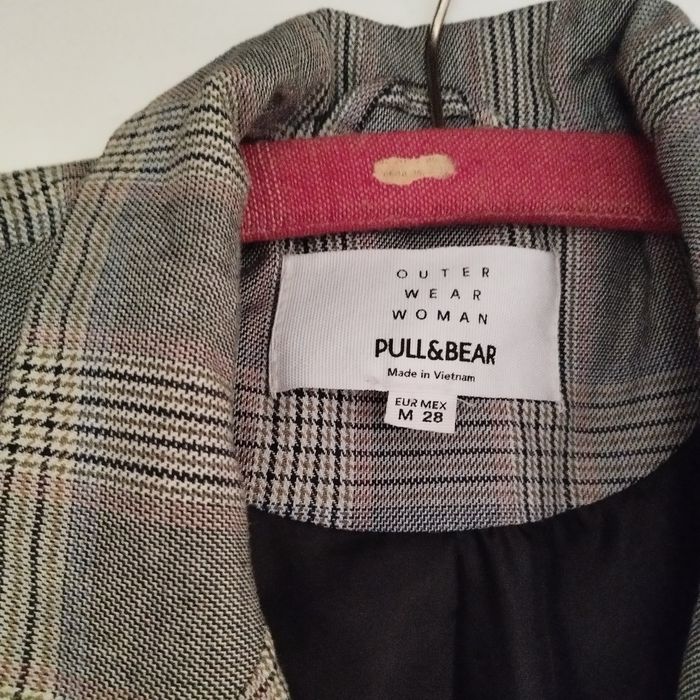 OUTER
WEAR
WOMAN
PULL&BEAR
Made in Vietnam
EUR MEX
M 28